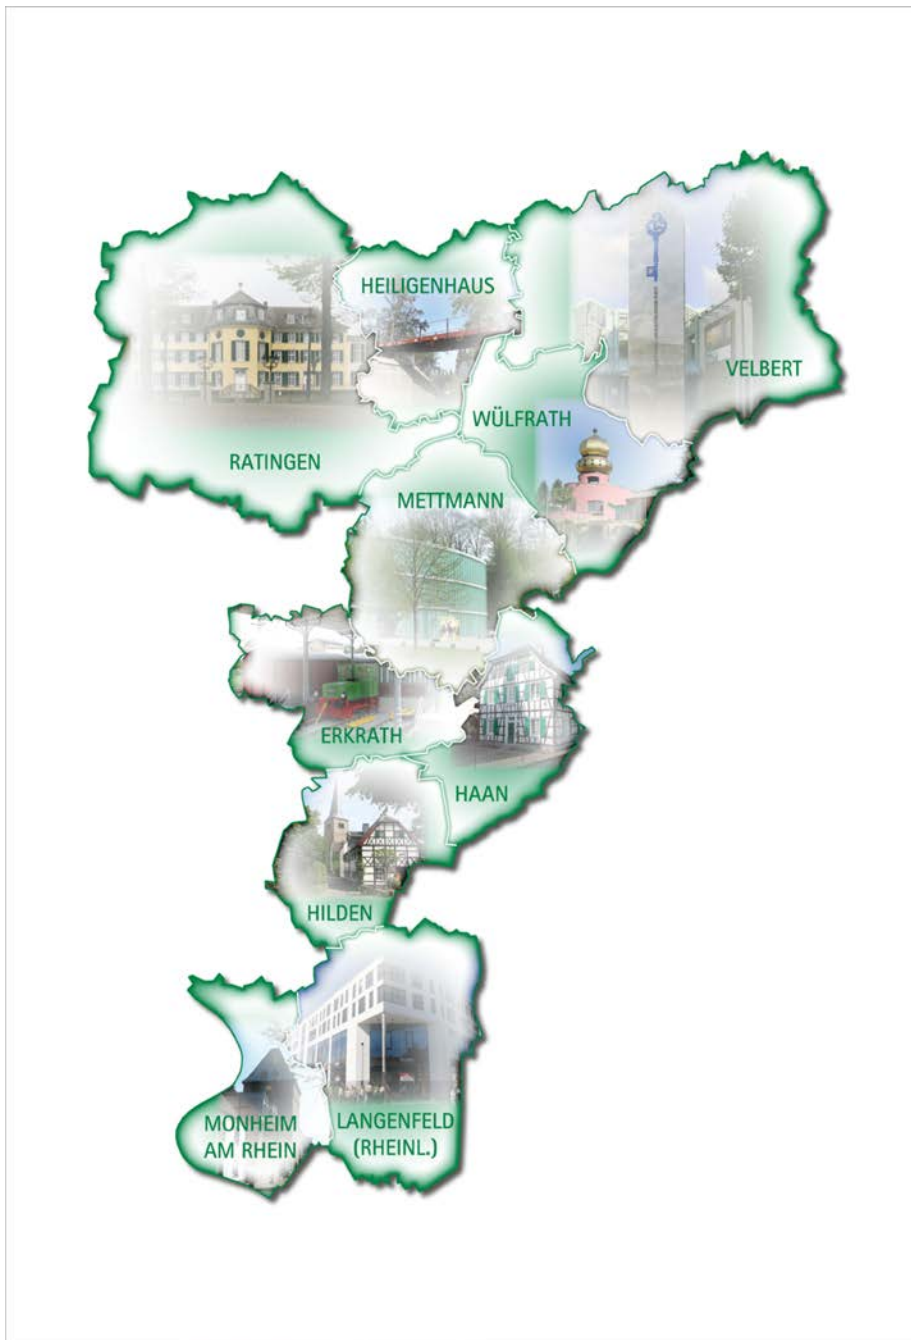 HEILIGENHAUS
VELBERT
WÜLFRATH
RATINGEN
METTMANN
ERKRATH
HAAN
HILDEN
MONHEIM
AM RHEIN
LANGENFELD
(RHEINL.)